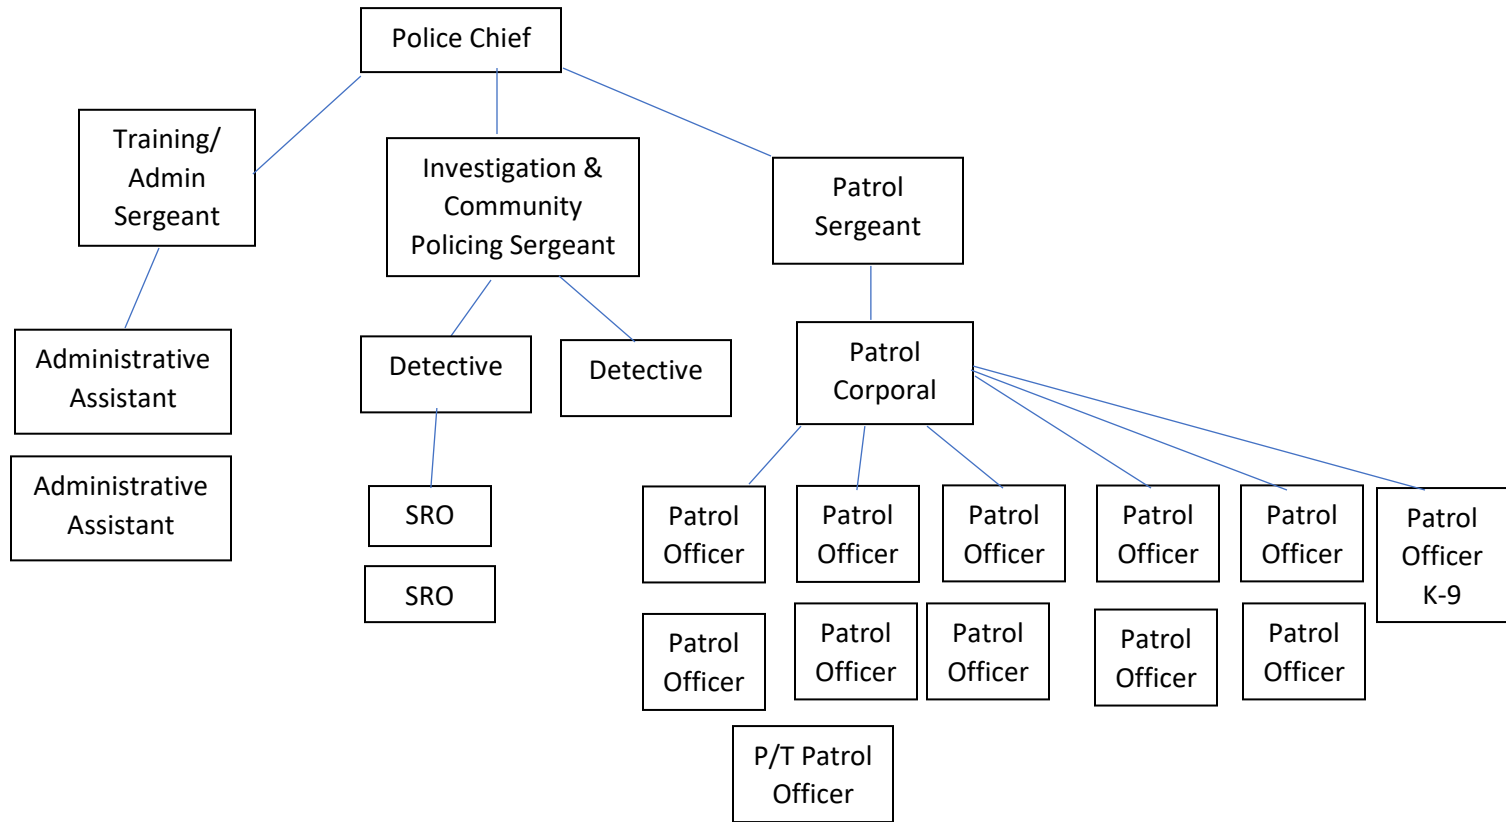 Police Chief
Training/
Admin
Sergeant
Investigation &
Community
Policing Sergeant
Patrol
Sergeant
Administrative
Assistant
Detective
Detective
Patrol
Corporal
Administrative
Assistant
SRO
SRO
Patrol
Officer
Patrol
Officer
Patrol
Officer
Patrol
Officer
Patrol
Officer
Patrol
Officer
K-9
Patrol
Officer
Patrol
Officer
Patrol
Officer
Patrol
Officer
Patrol
Officer
P/T Patrol
Officer